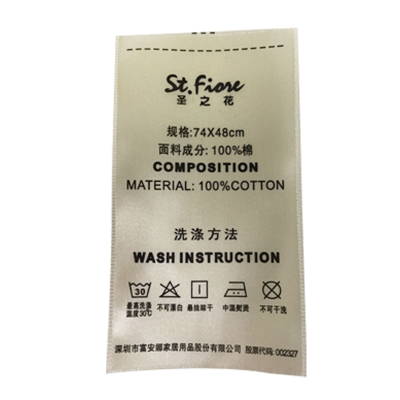 St.Fiore
圣之花
规格:74X48cm
面料成分:100%棉
COMPOSITION
MATERIAL: 100%COTTON
洗涤方法
WASH INSTRUCTION
30
最高洗涤温度30℃ 不可漂白 悬挂晾干 中温熨烫 不可干洗
深圳市富安娜家居用品股份有限公司 股票代码:002327